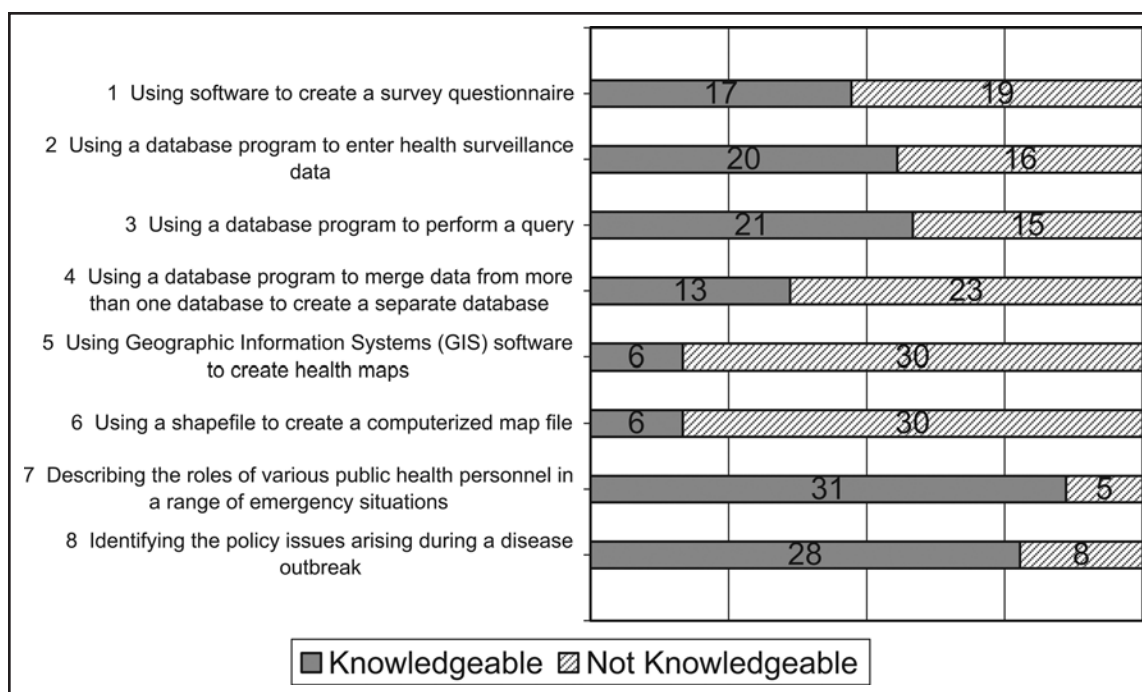 1 Using software to create a survey questionnaire
17 19
2 Using a database program to enter health surveillance
data
20 16
3 Using a database program to perform a query
21 15
4 Using a database program to merge data from more
than one database to create a separate database
13 23
5 Using Geographic Information Systems (GIS) software
to create health maps
6 30
6 Using a shapefile to create a computerized map file
6 30
7 Describing the roles of various public health personnel in
a range of emergency situations
31 5
8 Identifying the policy issues arising during a disease
outbreak
28 8
Knowledgeable Not Knowledgeable